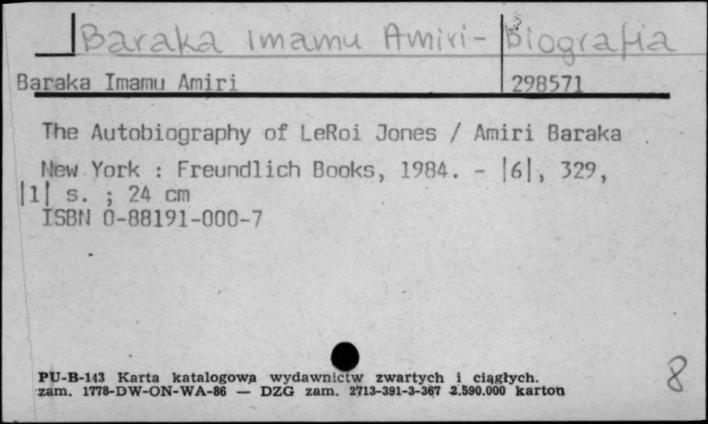 Baraka Imamu Amiri- biografia
Baraka Imamu Amiri 298571
The Autobiography of LeRoi Jones / Amiri Baraka
New York : Freundlich Books, 1984. - |6|, 329,
|1| s. ; 24 cm
ISBN 0-88191-000-7
PU-B-143 Karta katalogowa wydawnictw zwartych i ciągłych.
zam. 1778-DW-ON-WA-86 — DZG zam. 2713-391-3-367 2.590.000 karton
8